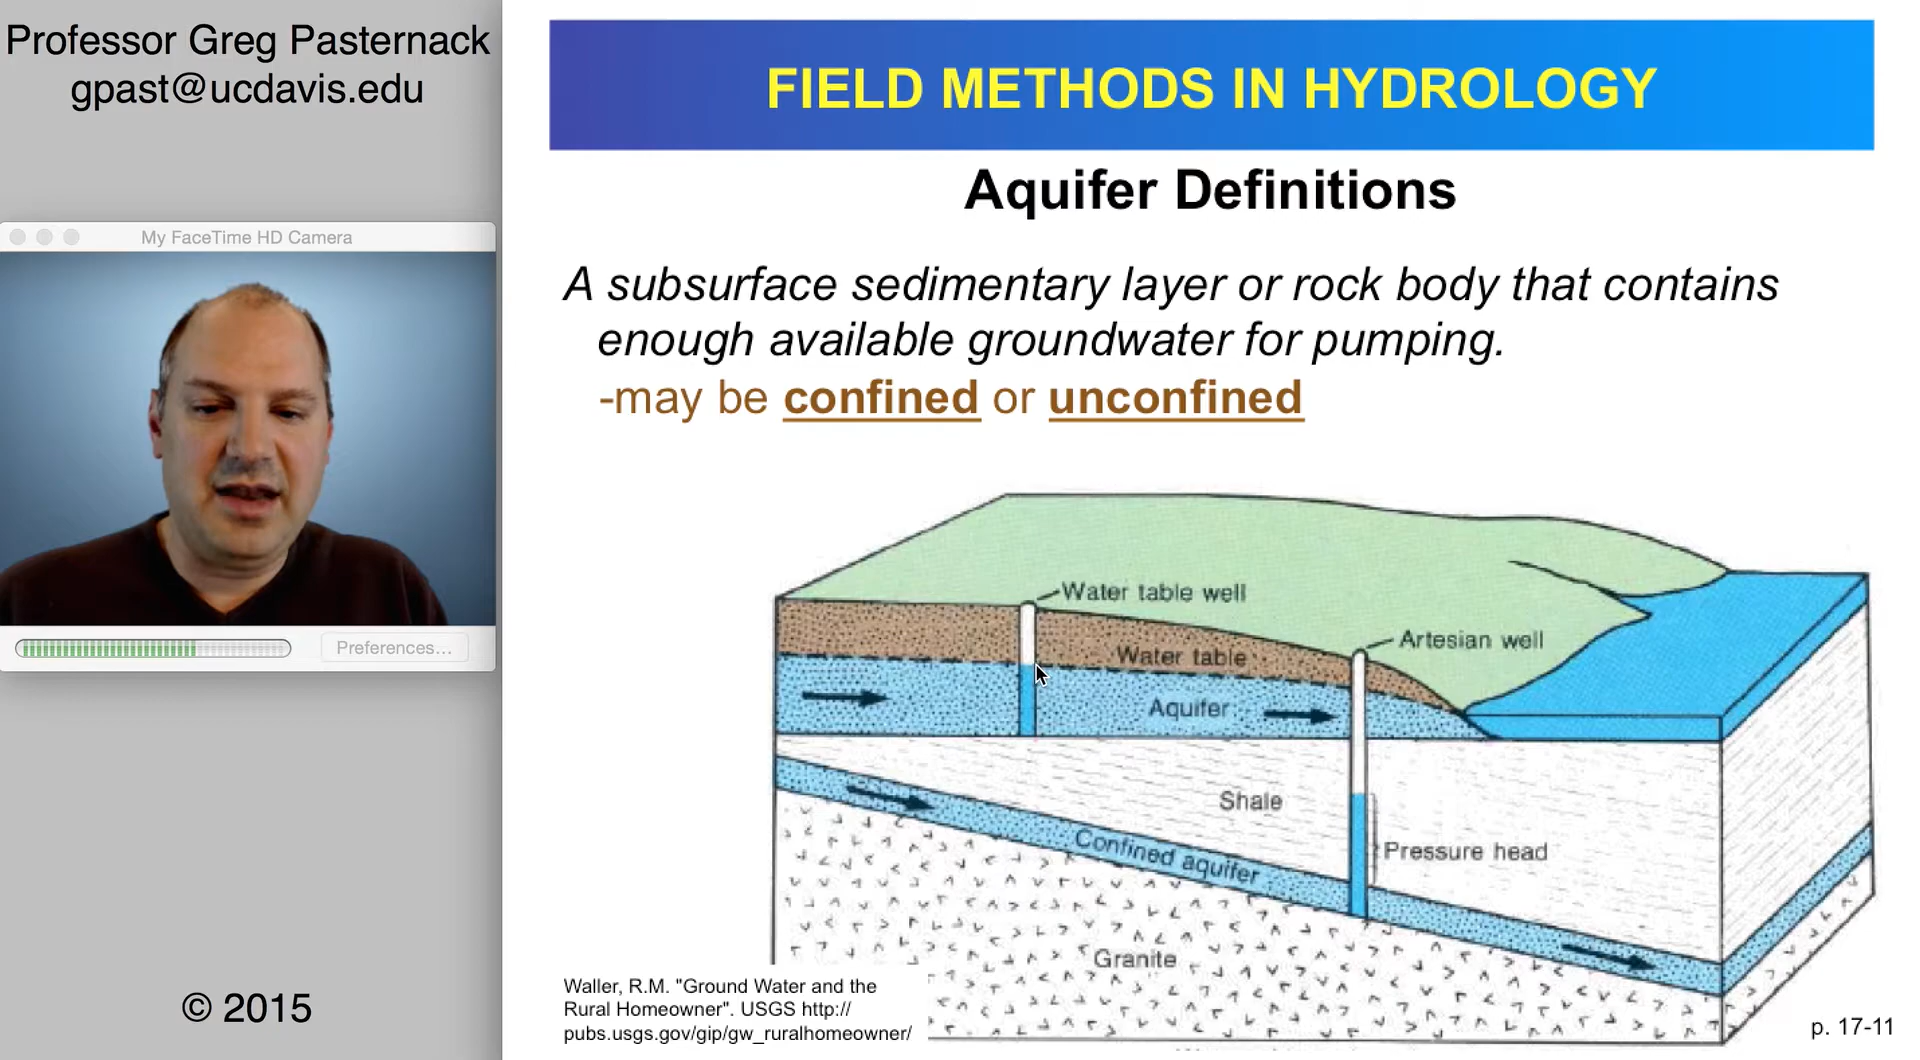 Professor Greg Pasternack
gpast@ucdavis.edu
My FaceTime HD Camera
Preferences...
© 2015
FIELD METHODS IN HYDROLOGY
Aquifer Definitions
A subsurface sedimentary layer or rock body that contains
enough available groundwater for pumping.
-may be confined or unconfined
Water table well
Artesian well
Water table
Aquifer
Shale
Pressure head
Confined aquifer
Granite
Waller, R.M. "Ground Water and the
Rural Homeowner". USGS http://
pubs.usgs.gov/gip/gw_ruralhomeowner/
p. 17-11